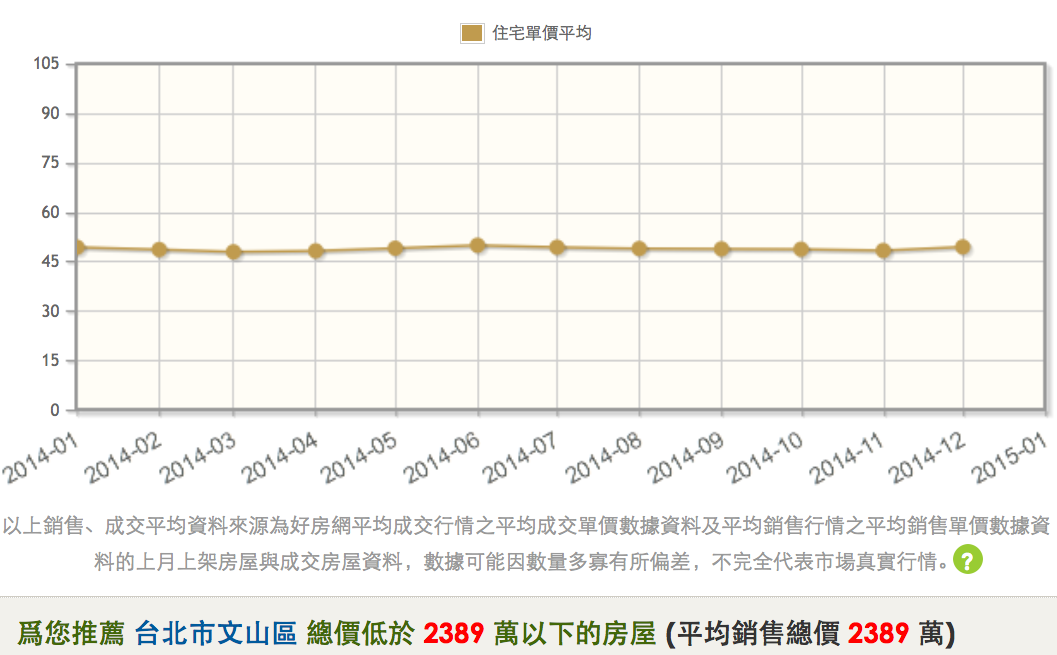 住宅單價平均
105
90
75
60
45
30
15
0
2014-01 2014-02 2014-03 2014-04 2014-05 2014-06 2014-07 2014-08 2014-09 2014-10 2014-11 2014-12 2015-01
以上銷售、成交平均資料來源為好房網平均成交行情之平均成交單價數據資料及平均銷售行情之平均銷售單價數據資
料的上月上架房屋與成交房屋資料，數據可能因數量多寡有所偏差，不完全代表市場真實行情。?
為您推薦 台北市文山區 總價低於 2389 萬以下的房屋 (平均銷售總價 2389 萬)